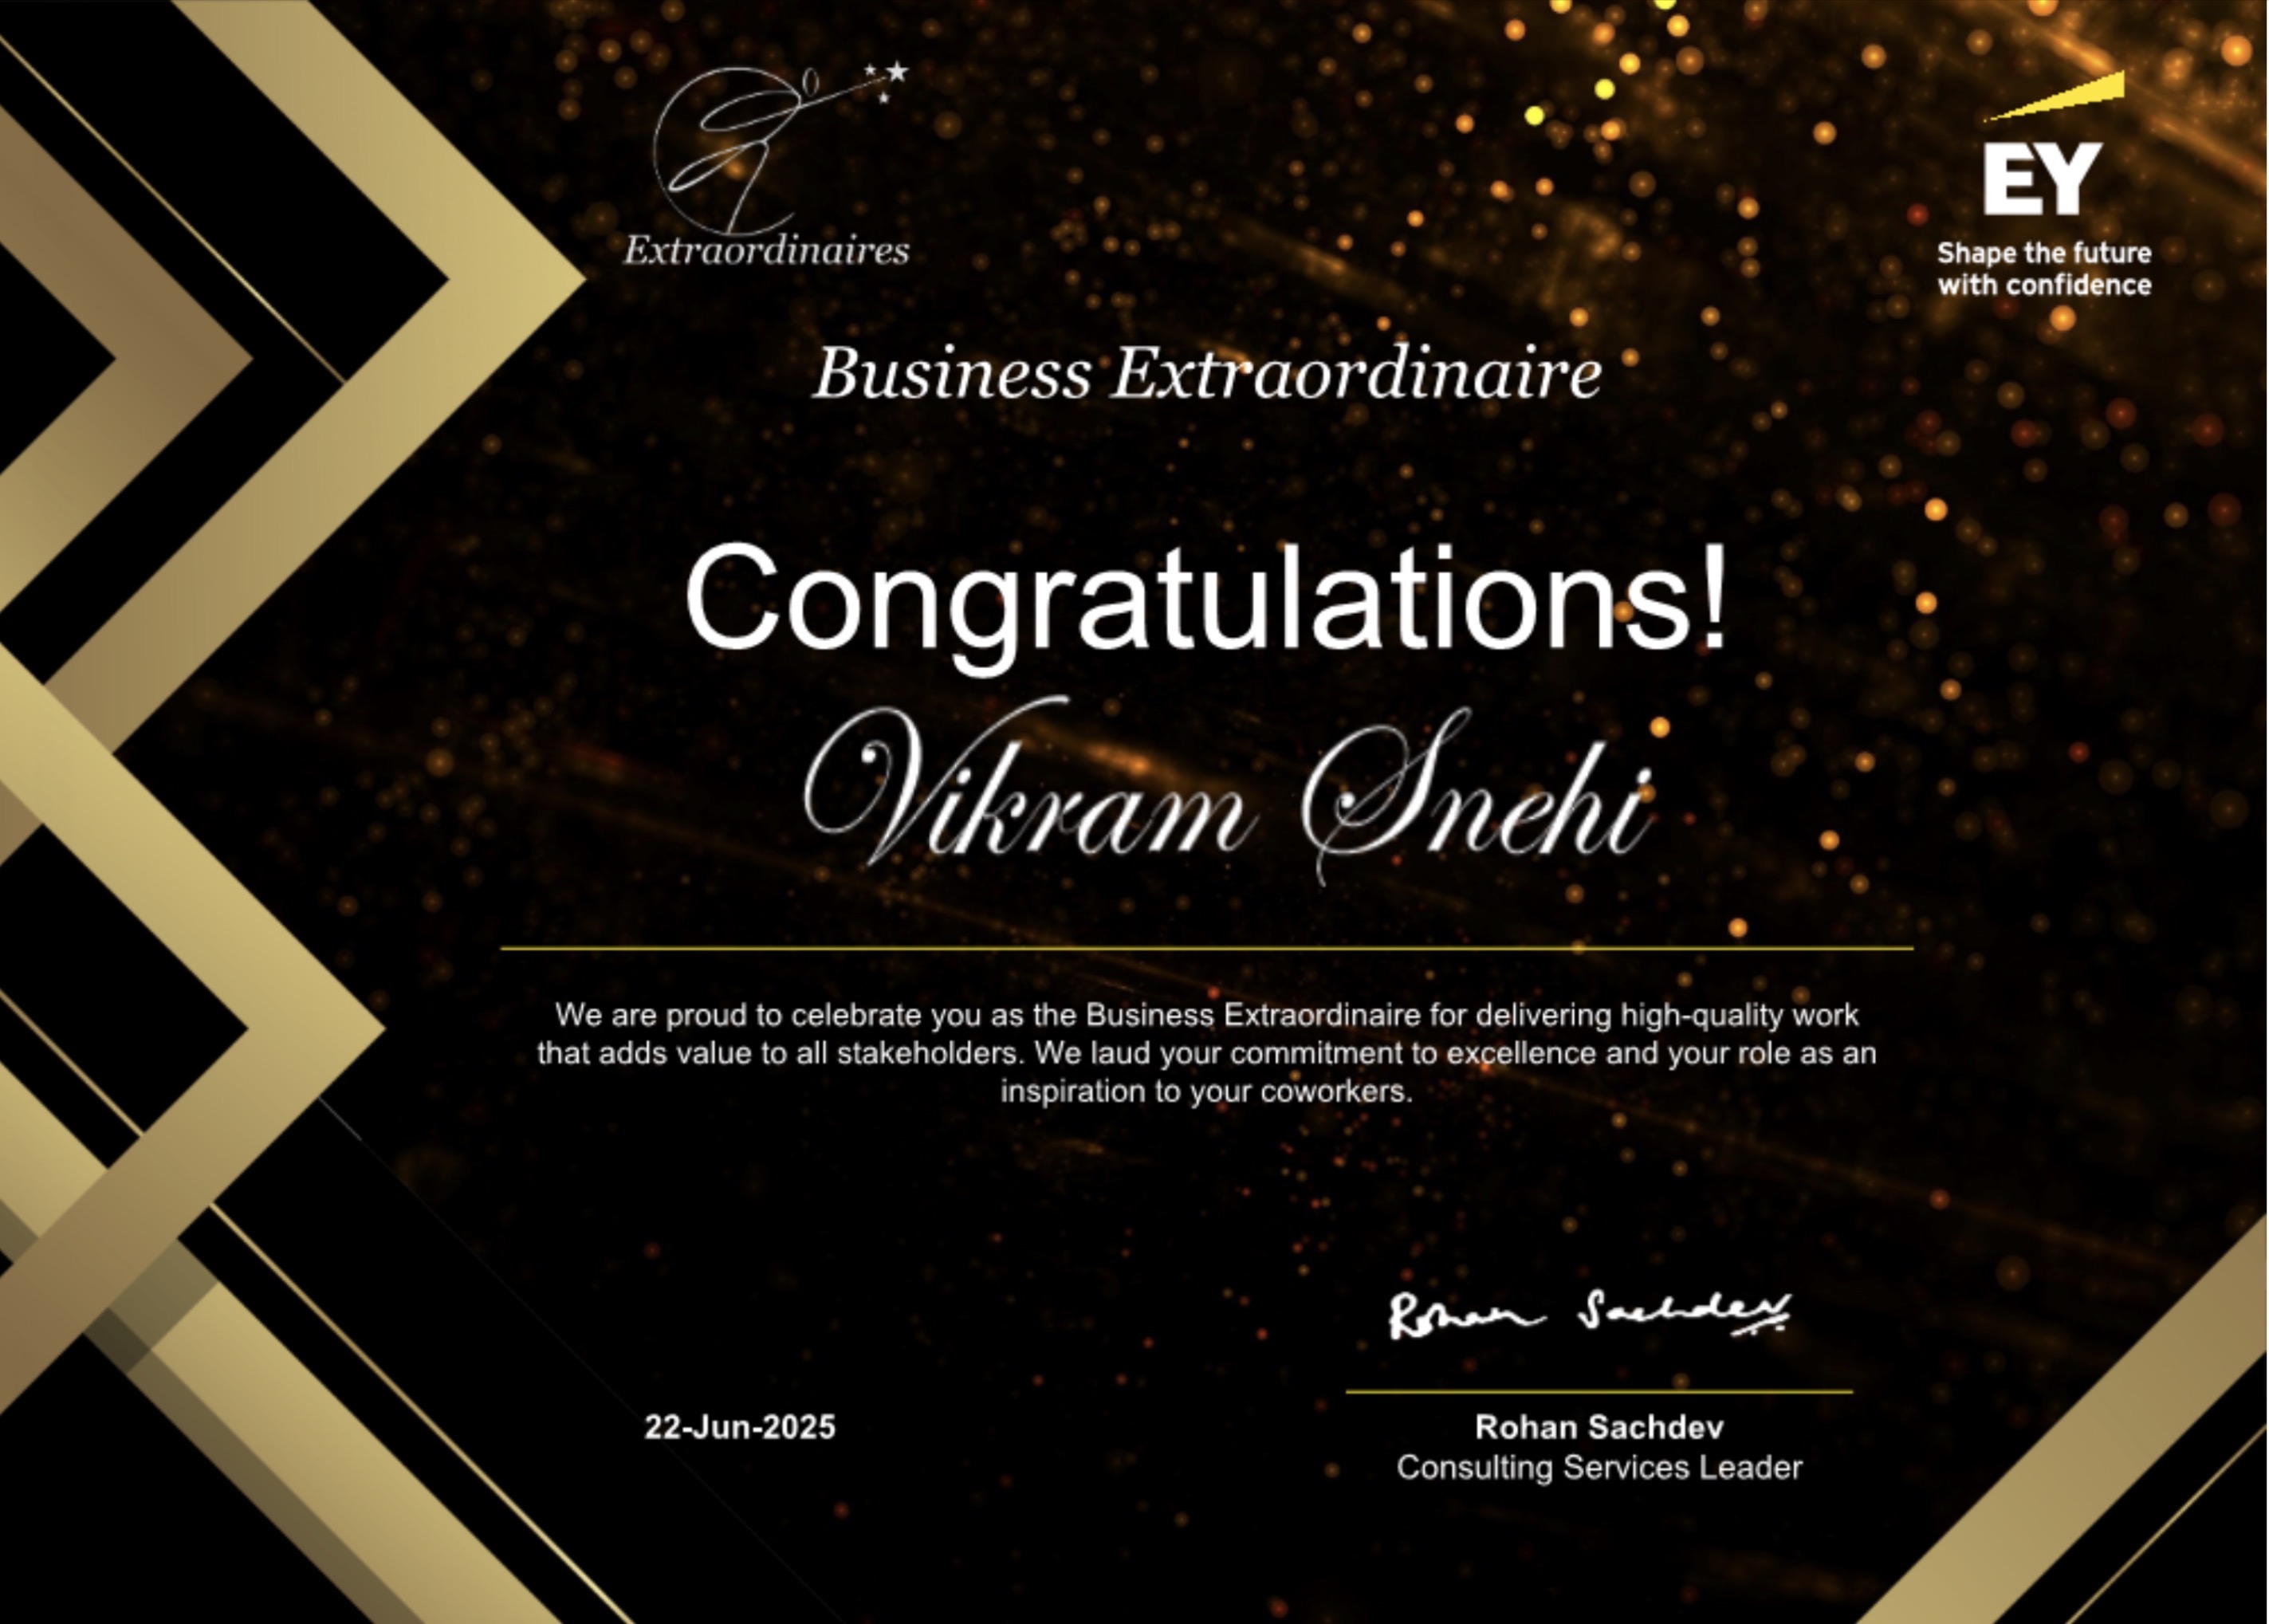 Extraordinaires
EY
Shape the future
with confidence
Business Extraordinaire
Congratulations!
Vikram Snehi
We are proud to celebrate you as the Business Extraordinaire for delivering high-quality work
that adds value to all stakeholders. We laud your commitment to excellence and your role as an
inspiration to your coworkers.
Rohan Sachdev
22-Jun-2025
Rohan Sachdev
Consulting Services Leader